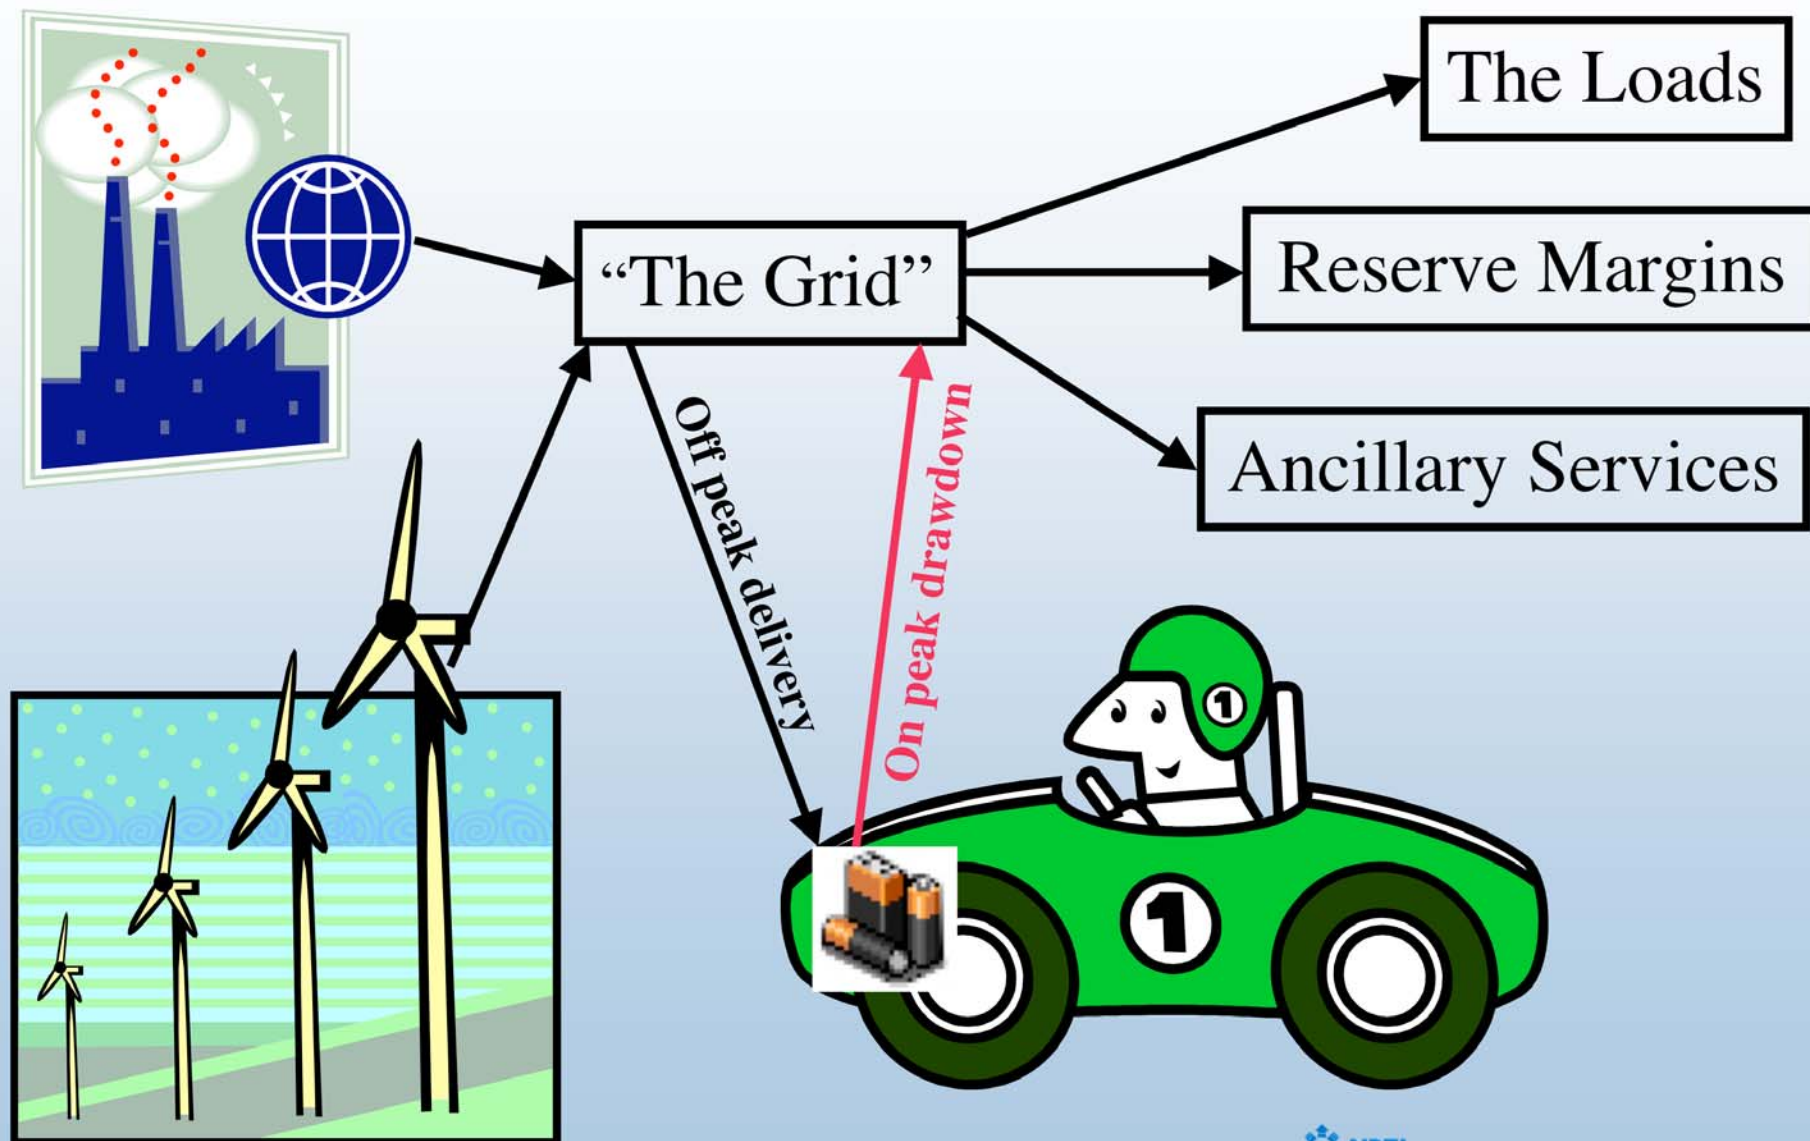 The Loads
“The Grid”
Reserve Margins
Ancillary Services
Off peak delivery
On peak drawdown
1
1